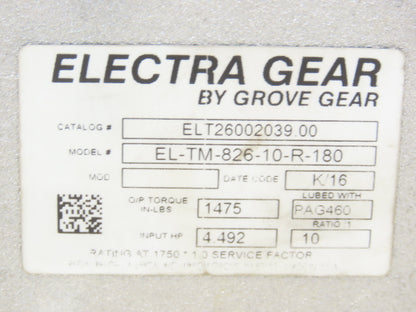 ELECTRA GEAR
BY GROVE GEAR
CATALOG # ELT26002039.00
MODEL # EL-TM-826-10-R-180
MOD DATE CODE K/16
O/P TORQUE IN-LBS 1475 LUBED WITH PAG460
INPUT HP 4.492 RATIO :1 10
RATING AT 1750 * 1.0 SERVICE FACTOR